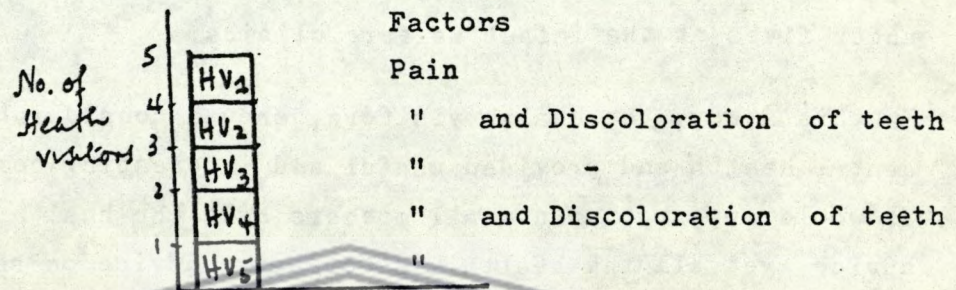 Factors
5 HV1 Pain
No. of
4
Heaths HV2 " and Discoloration of teeth
visitors 3
HV3 " -
2
HV4 " and Discoloration of teeth
1
HV5 "